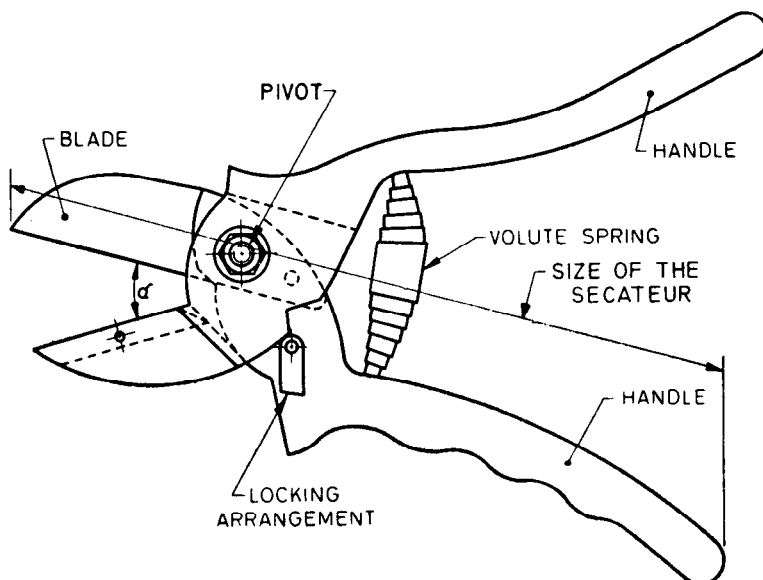 PIVOT
BLADE
HANDLE
VOLUTE SPRING
SIZE OF THE
SECATEUR
α
HANDLE
LOCKING
ARRANGEMENT